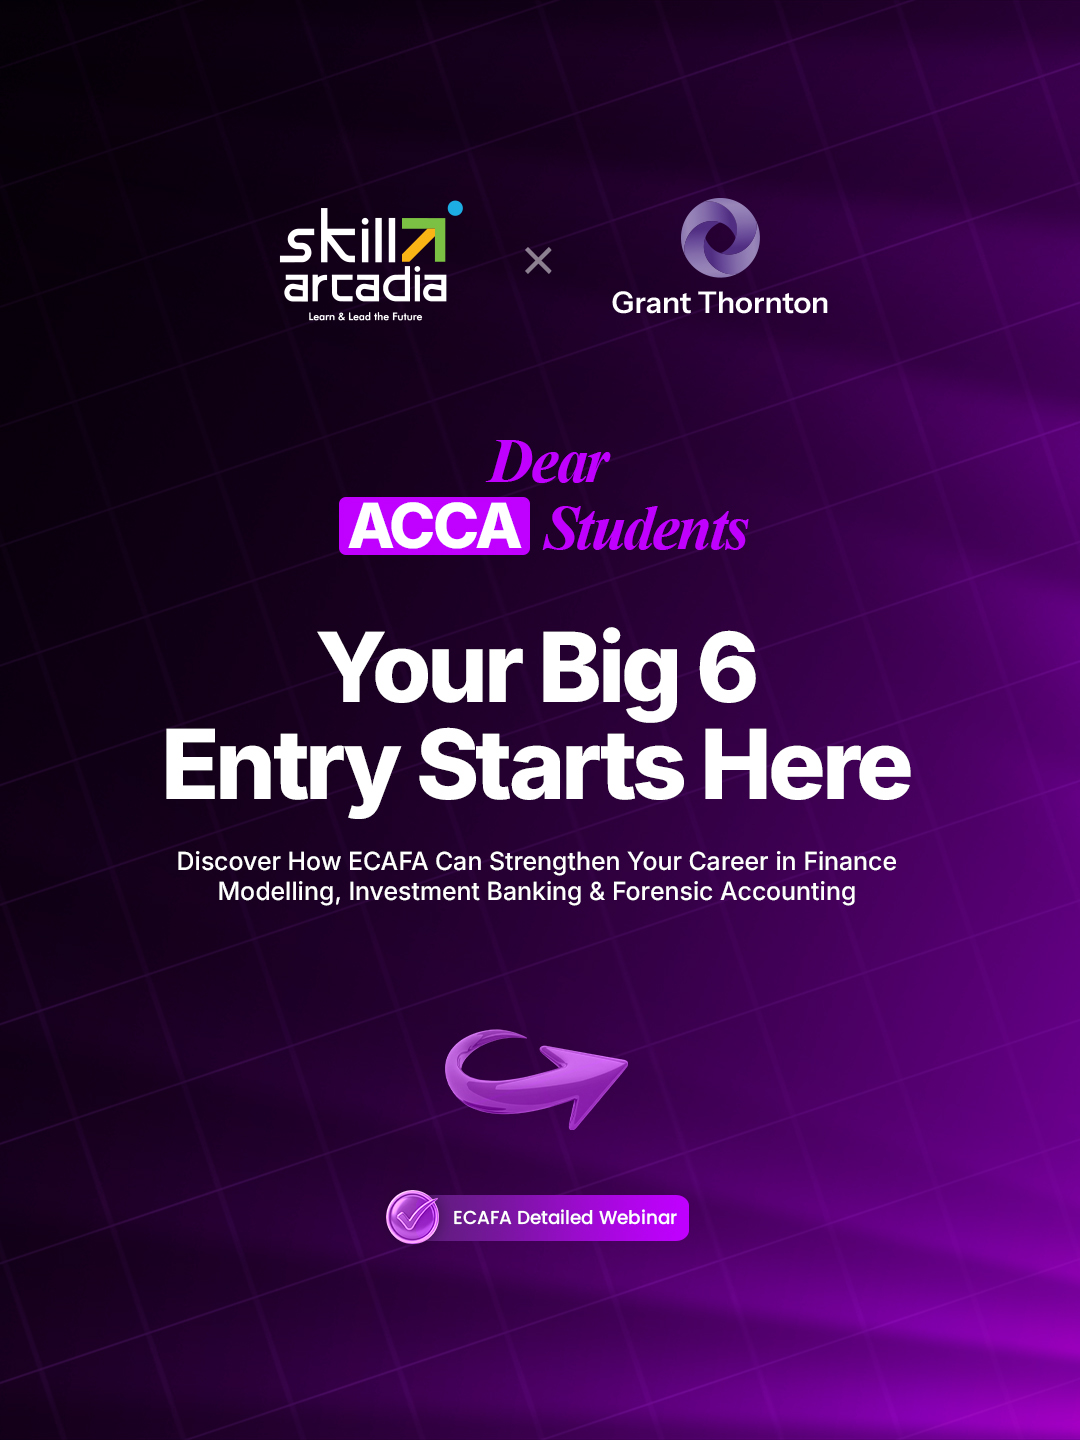 skill
arcadia
Learn & Lead the Future
Grant Thornton
Dear
ACCA Students
Your Big 6
Entry Starts Here
Discover How ECAFA Can Strengthen Your Career in Finance
Modelling, Investment Banking & Forensic Accounting
ECAFA Detailed Webinar